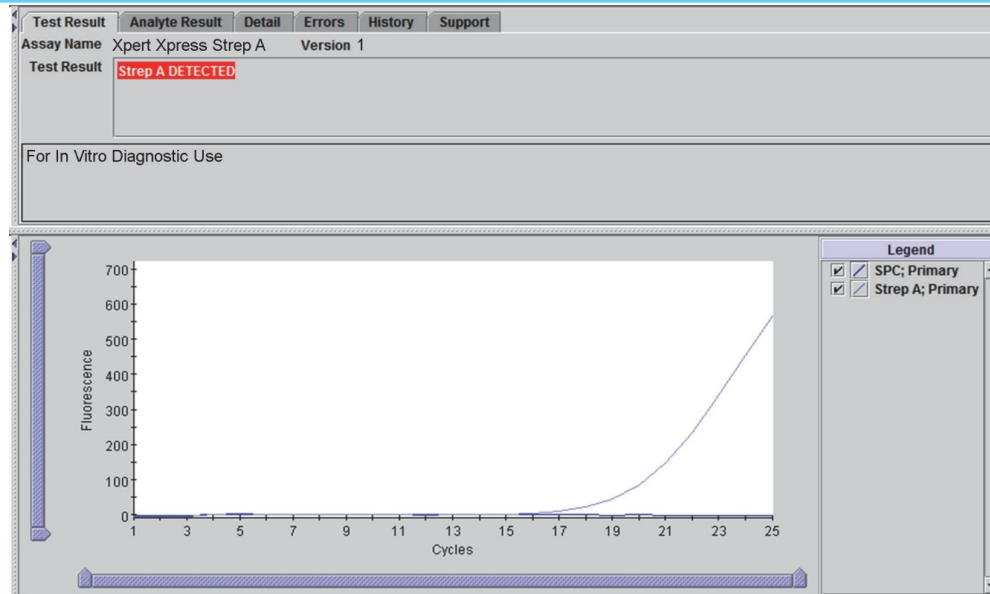 Test Result Analyte Result Detail Errors History Support
Assay Name Xpert Xpress Strep A Version 1
Test Result Strep A DETECTED
For In Vitro Diagnostic Use
Legend
SPC; Primary
Strep A; Primary
700
600
500
400
300
200
100
0
Fluorescence
1 3 5 7 9 11 13 15 17 19 21 23 25
Cycles